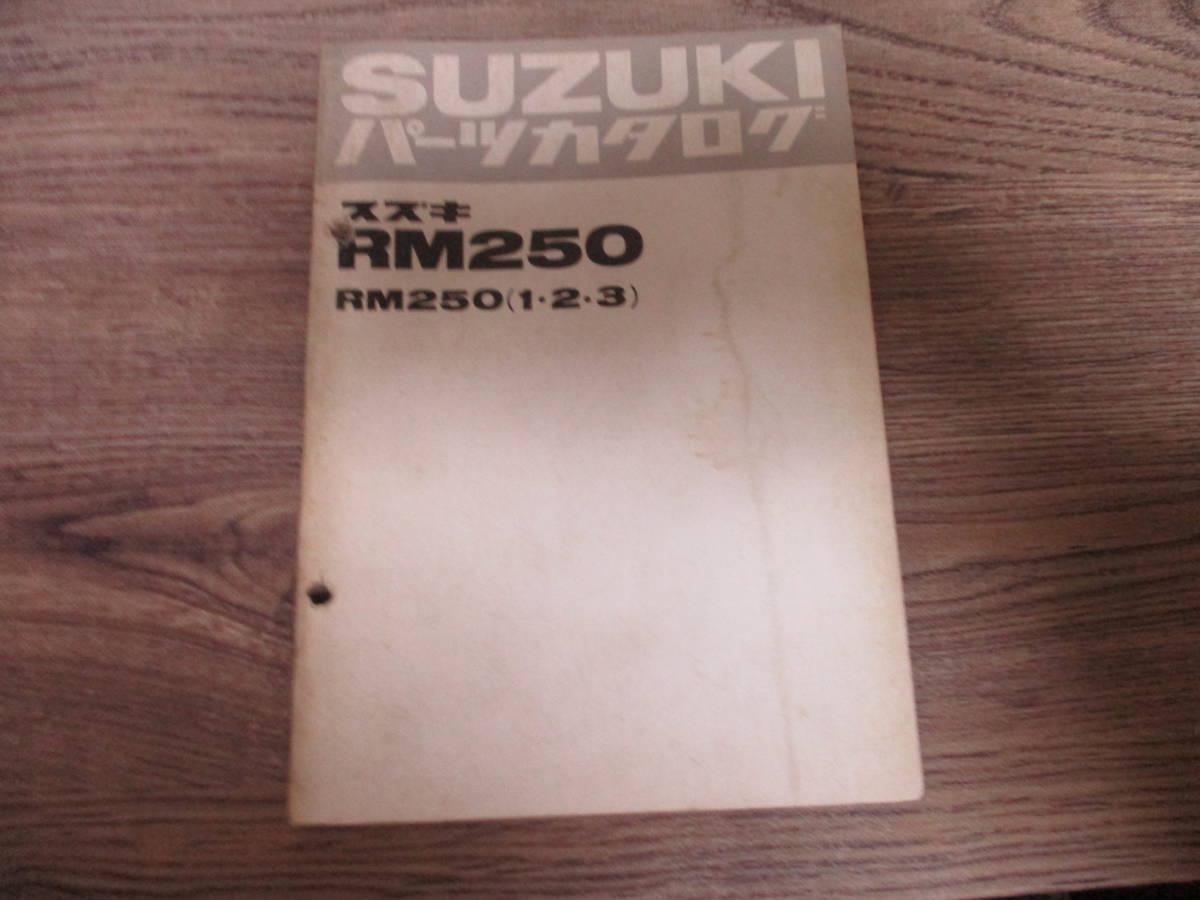 SUZUKI
パーツカタログ
スズキ
RM250
RM250(1・2・3)